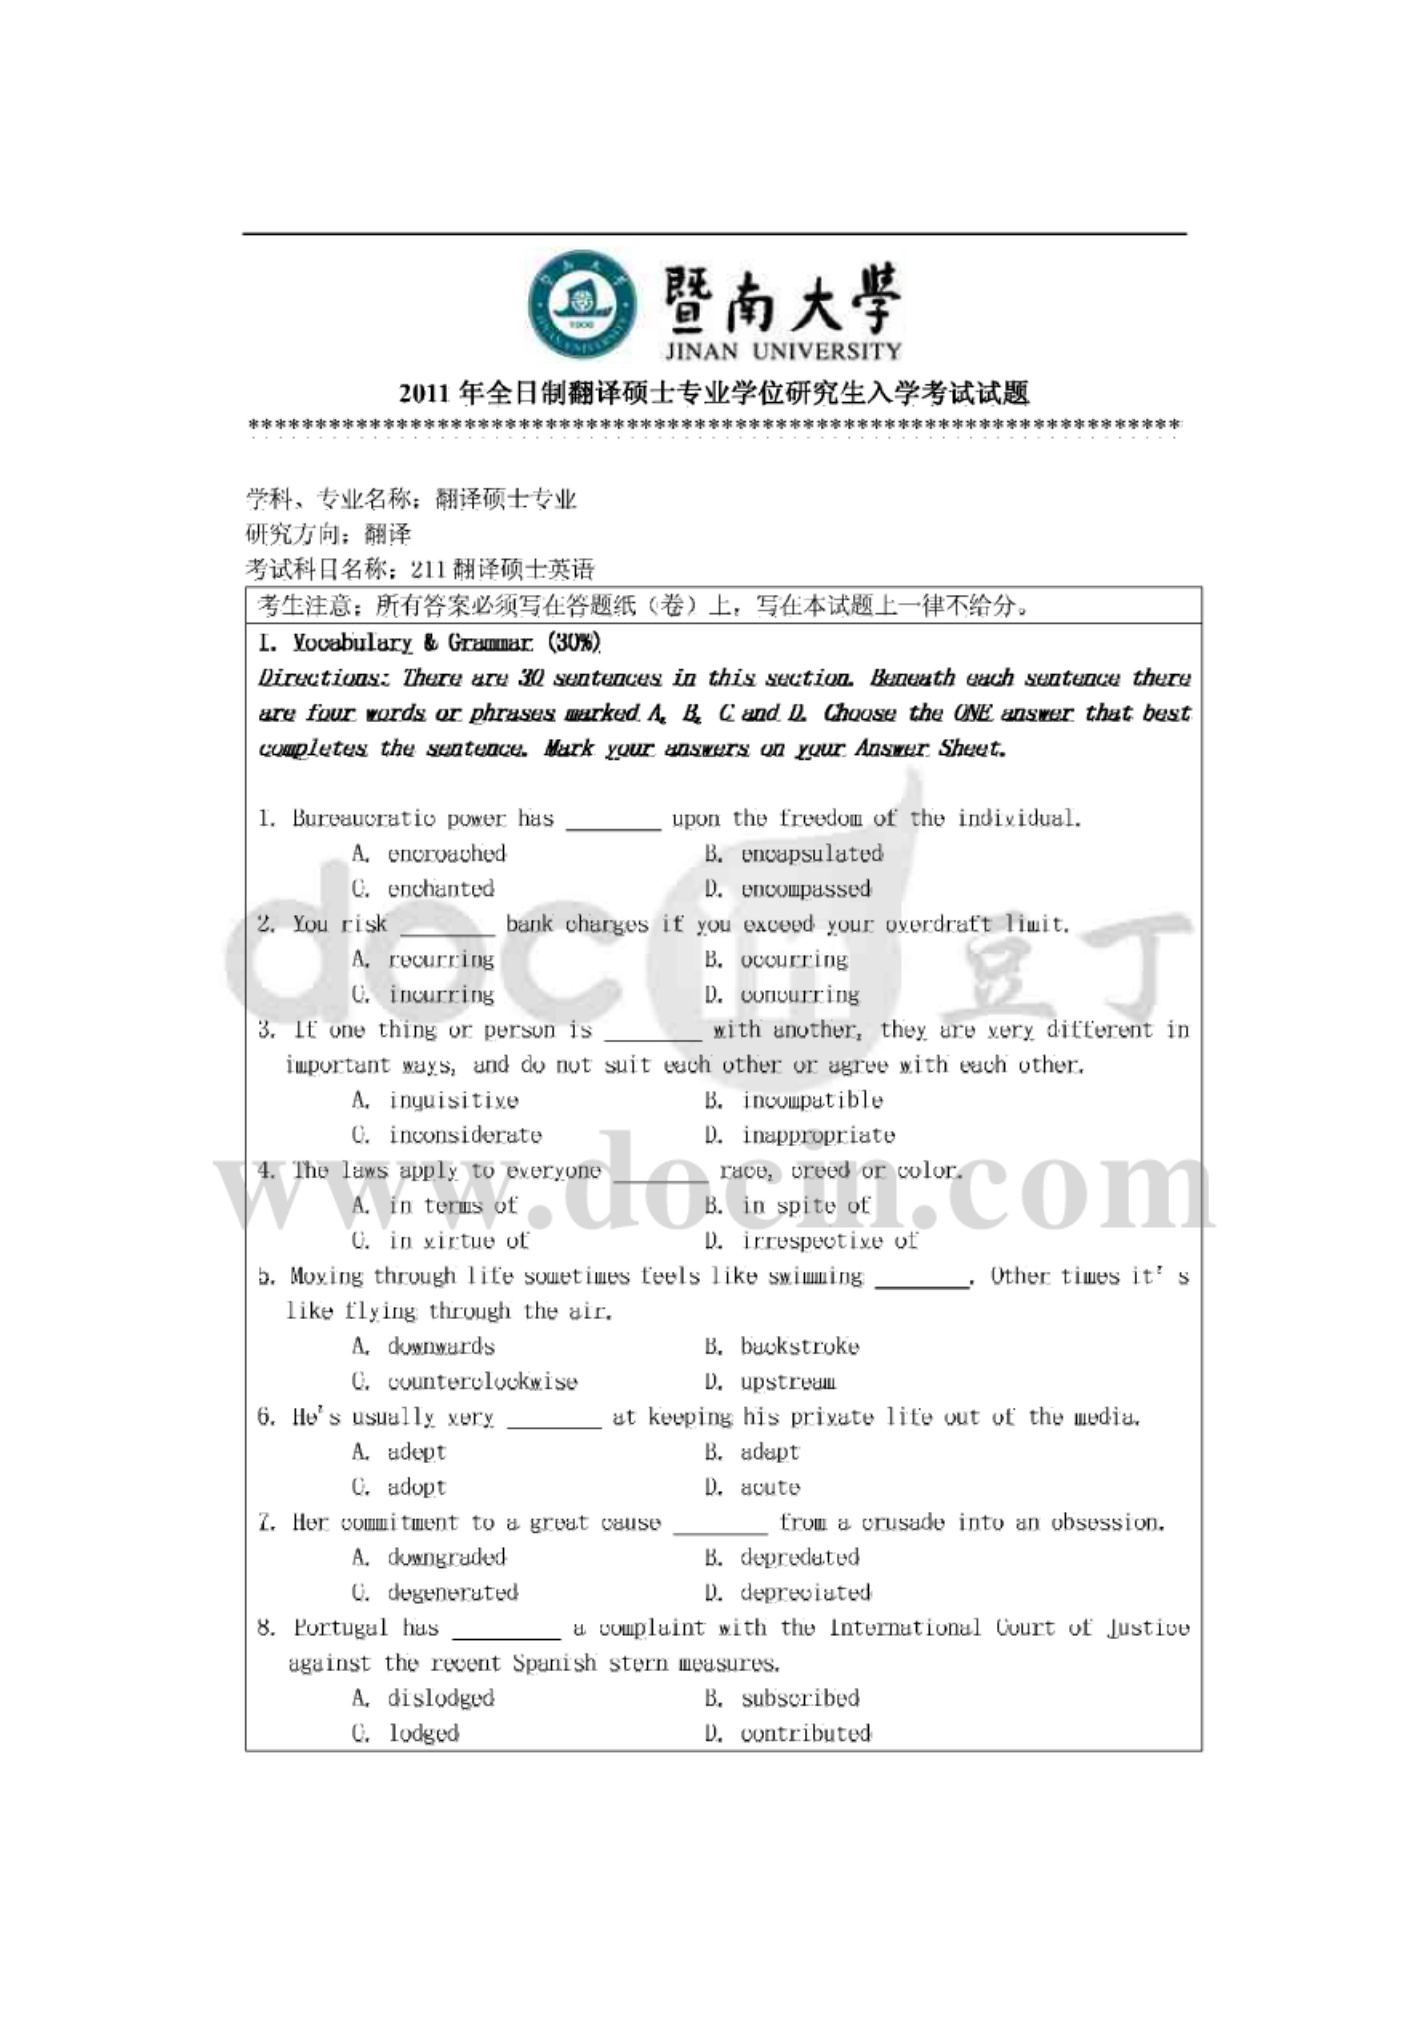 暨南大學
JINAN UNIVERSITY
2011 年全日制翻译硕士专业学位研究生入学考试试题
**********************************************************************
学科、专业名称：翻译硕士专业
研究方向：翻译
考试科目名称：211 翻译硕士英语
考生注意：所有答案必须写在答题纸（卷）上，写在本试题上一律不给分。
I. Vocabulary & Grammar (30%)
Directions: There are 30 sentences in this section. Beneath each sentence there
are four words or phrases marked A, B, C and D. Choose the ONE answer that best
completes the sentence. Mark your answers on your Answer Sheet.
1. Bureaucratic power has ________ upon the freedom of the individual.
A. encroached B. encapsulated
C. enchanted D. encompassed
2. You risk ________ bank charges if you exceed your overdraft limit.
A. recurring B. occurring
C. incurring D. concurring
3. If one thing or person is ________ with another, they are very different in
important ways, and do not suit each other or agree with each other.
A. inquisitive B. incompatible
C. inconsiderate D. inappropriate
4. The laws apply to everyone ________ race, creed or color.
A. in terms of B. in spite of
C. in virtue of D. irrespective of
5. Moving through life sometimes feels like swimming ________. Other times it's
like flying through the air.
A. downwards B. backstroke
C. counterclockwise D. upstream
6. He's usually very ________ at keeping his private life out of the media.
A. adept B. adapt
C. adopt D. acute
7. Her commitment to a great cause ________ from a crusade into an obsession.
A. downgraded B. depredated
C. degenerated D. depreciated
8. Portugal has _________ a complaint with the International Court of Justice
against the recent Spanish stern measures.
A. dislodged B. subscribed
C. lodged D. contributed
docin 豆丁
www.docin.com